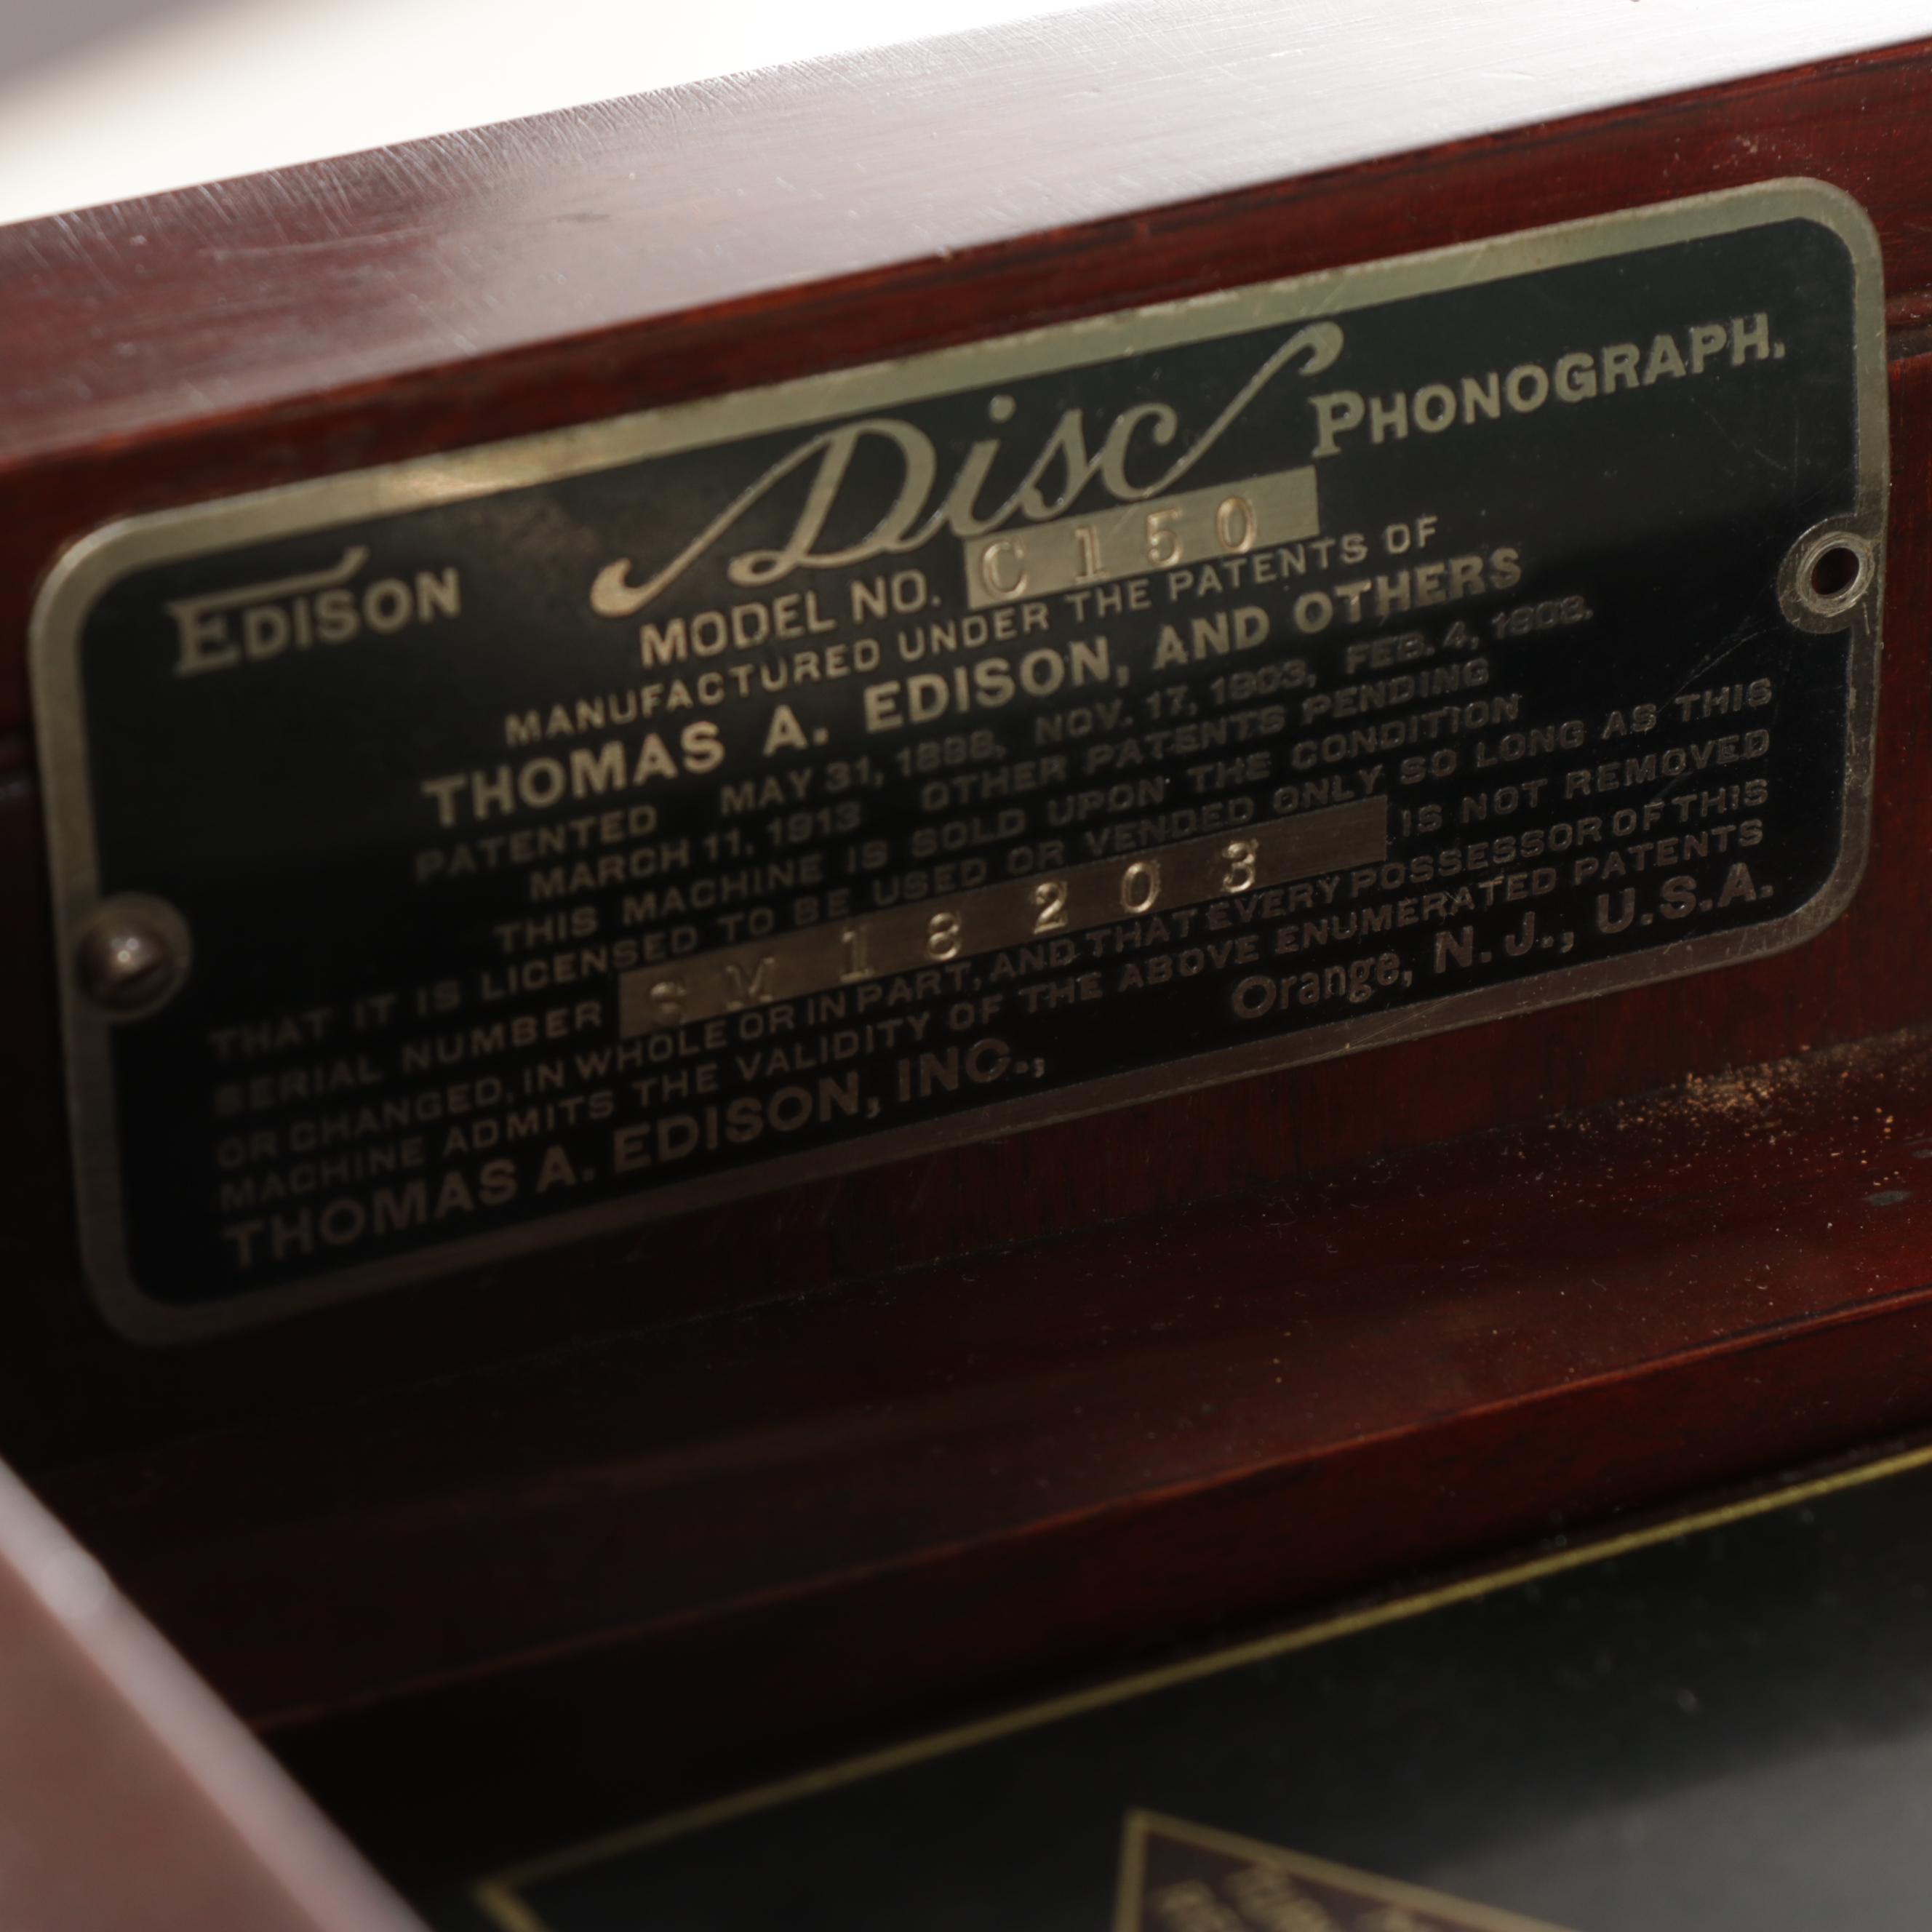 EDISON Disc PHONOGRAPH.
MODEL NO. C150
MANUFACTURED UNDER THE PATENTS OF
THOMAS A. EDISON, AND OTHERS
PATENTED MAY 31, 1898, NOV. 17, 1903, FEB. 4, 1908.
MARCH 11, 1913 OTHER PATENTS PENDING
THIS MACHINE IS SOLD UPON THE CONDITION
THAT IT IS LICENSED TO BE USED OR VENDED ONLY SO LONG AS THIS
SERIAL NUMBER SM 18203 IS NOT REMOVED
OR CHANGED, IN WHOLE OR IN PART, AND THAT EVERY POSSESSOR OF THIS
MACHINE ADMITS THE VALIDITY OF THE ABOVE ENUMERATED PATENTS
THOMAS A. EDISON, INC., Orange, N.J., U.S.A.